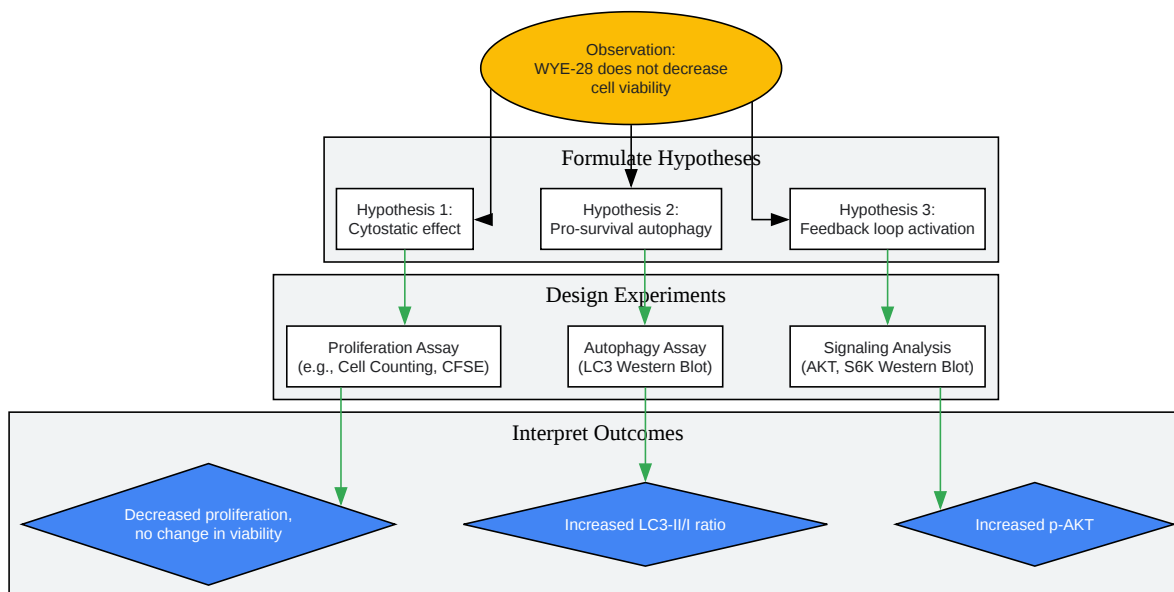 Observation:
WYE-28 does not decrease
cell viability
Formulate Hypotheses
Hypothesis 1:
Cytostatic effect
Hypothesis 2:
Pro-survival autophagy
Hypothesis 3:
Feedback loop activation
Design Experiments
Proliferation Assay
(e.g., Cell Counting, CFSE)
Autophagy Assay
(LC3 Western Blot)
Signaling Analysis
(AKT, S6K Western Blot)
Interpret Outcomes
Decreased proliferation,
no change in viability
Increased LC3-II/I ratio
Increased p-AKT